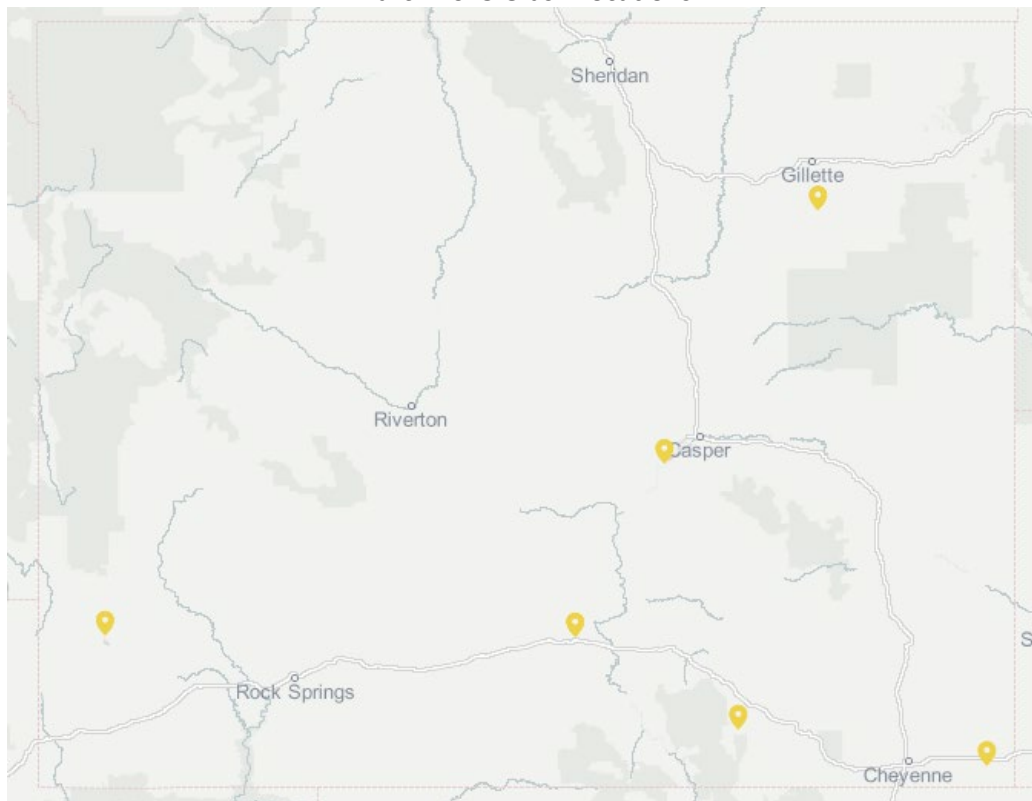 Sheridan
Gillette
Riverton
Casper
Rock Springs
S
Cheyenne